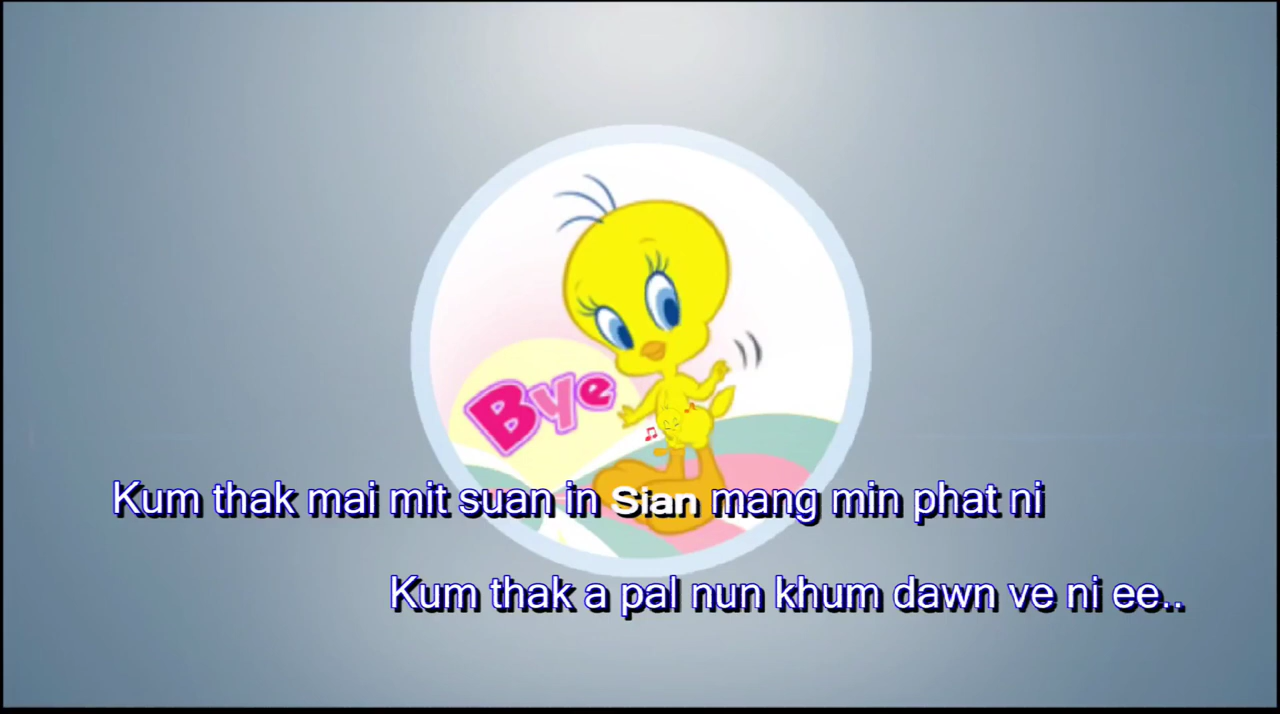 Bye
Kum thak mai mit suan in Sian mang min phat ni
Kum thak a pal nun khum dawn ve ni ee..